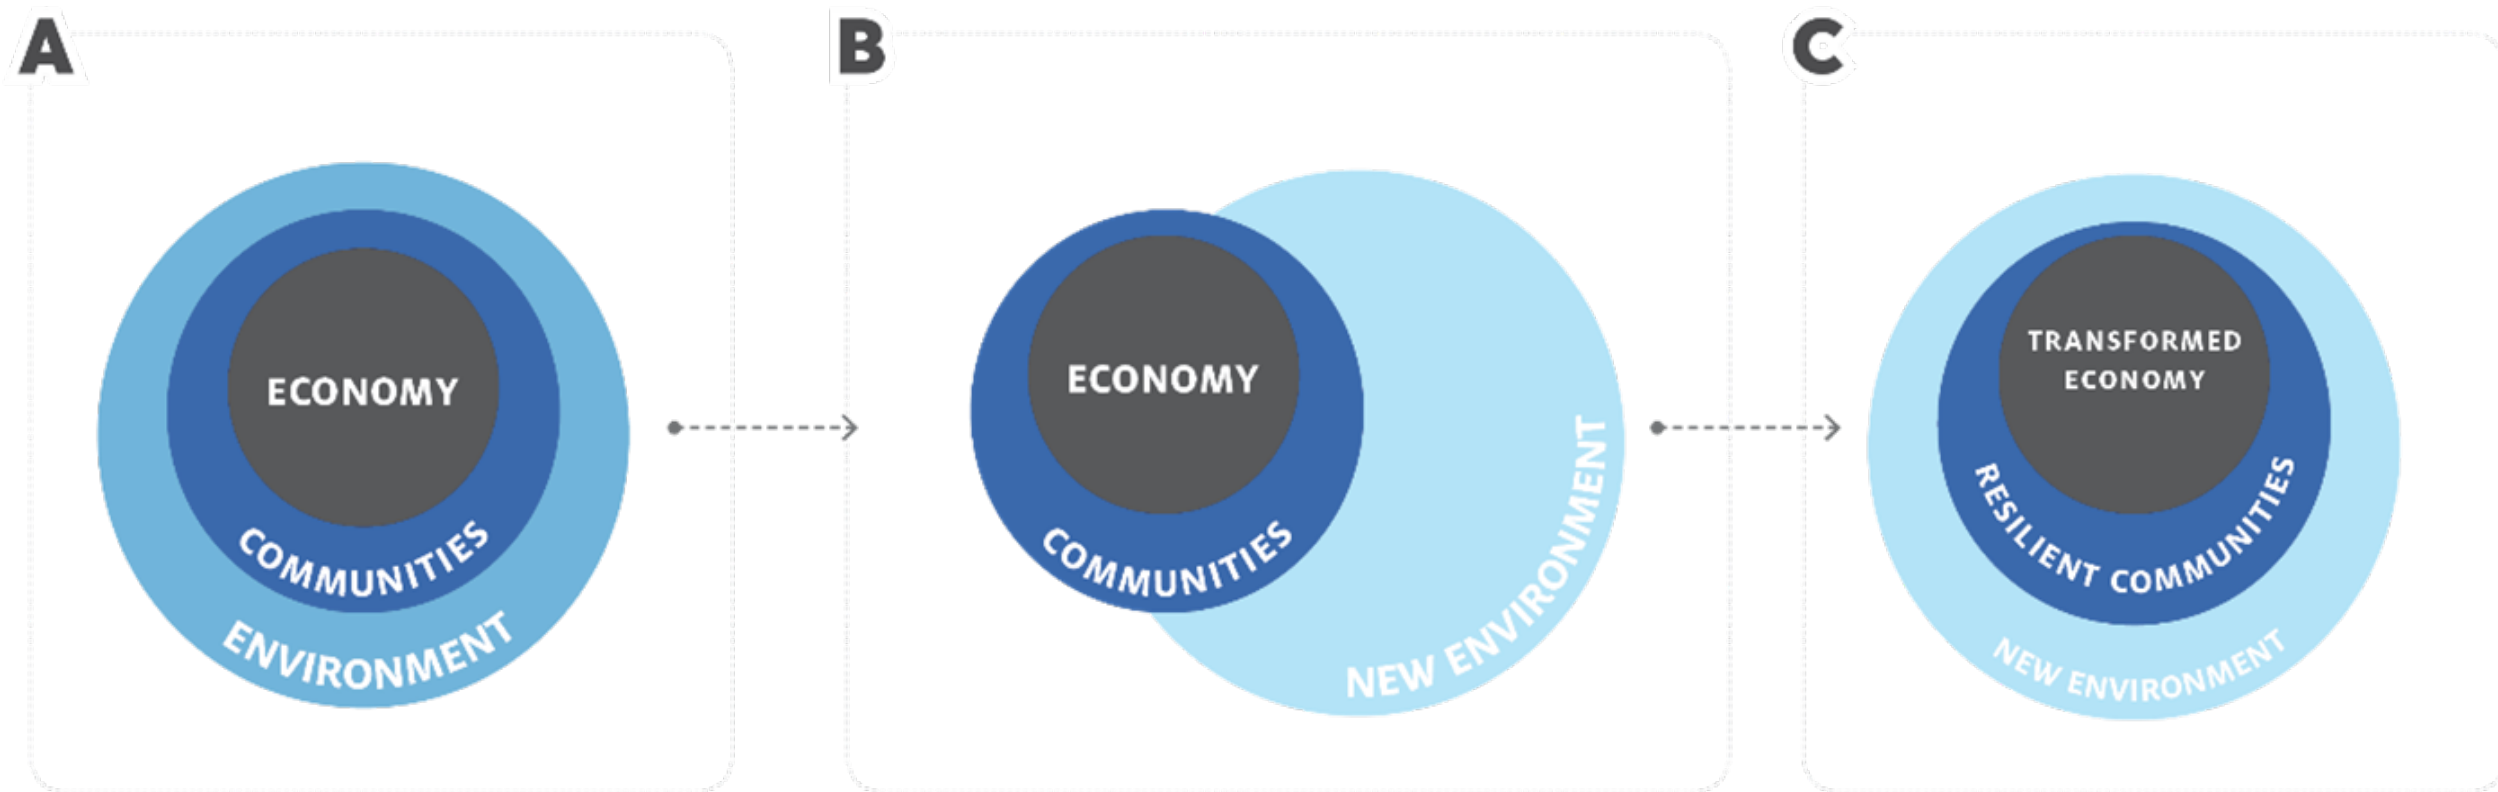 A
ECONOMY
COMMUNITIES
ENVIRONMENT
B
ECONOMY
COMMUNITIES
NEW ENVIRONMENT
C
TRANSFORMED
ECONOMY
RESILIENT COMMUNITIES
NEW ENVIRONMENT